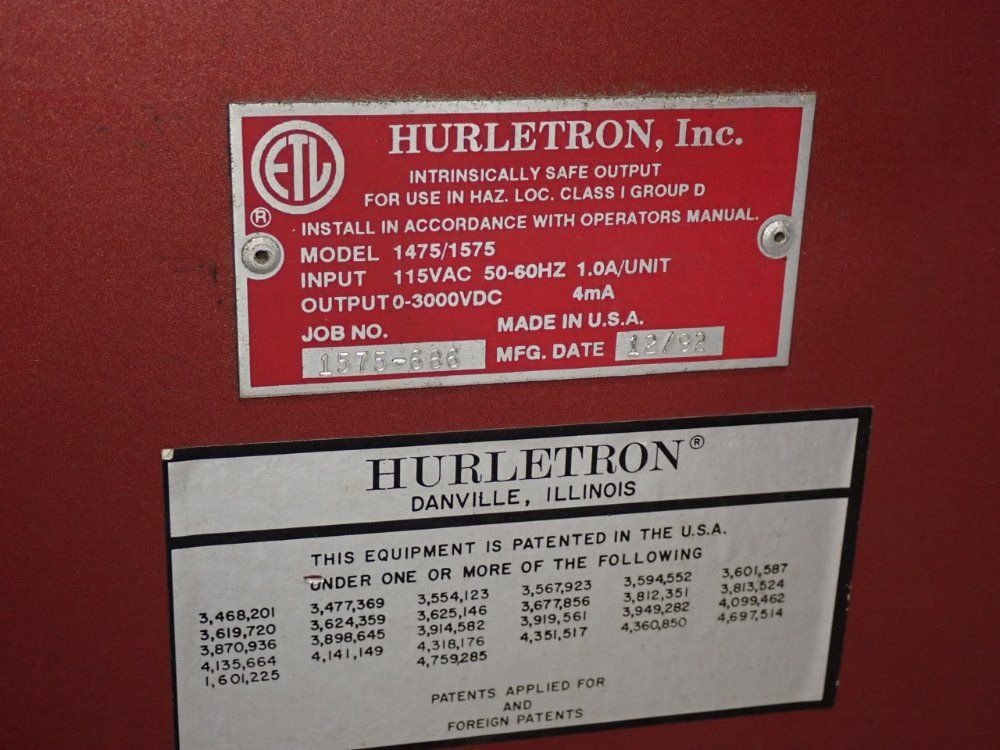 ETL
®
HURLETRON, Inc.
INTRINSICALLY SAFE OUTPUT
FOR USE IN HAZ. LOC. CLASS I GROUP D
INSTALL IN ACCORDANCE WITH OPERATORS MANUAL.
MODEL 1475/1575
INPUT 115VAC 50-60HZ 1.0A/UNIT
OUTPUT 0-3000VDC 4mA
JOB NO. MADE IN U.S.A.
1575-686 MFG. DATE 12/92
HURLETRON®
DANVILLE, ILLINOIS
THIS EQUIPMENT IS PATENTED IN THE U.S.A.
UNDER ONE OR MORE OF THE FOLLOWING
3,468,201 3,477,369 3,554,123 3,567,923 3,594,552 3,601,587
3,619,720 3,624,359 3,625,146 3,677,856 3,812,351 3,813,524
3,870,936 3,898,645 3,914,582 3,919,561 3,949,282 4,099,462
4,135,664 4,141,149 4,318,176 4,351,517 4,360,850 4,697,514
1,601,225 4,759,285
PATENTS APPLIED FOR
AND
FOREIGN PATENTS